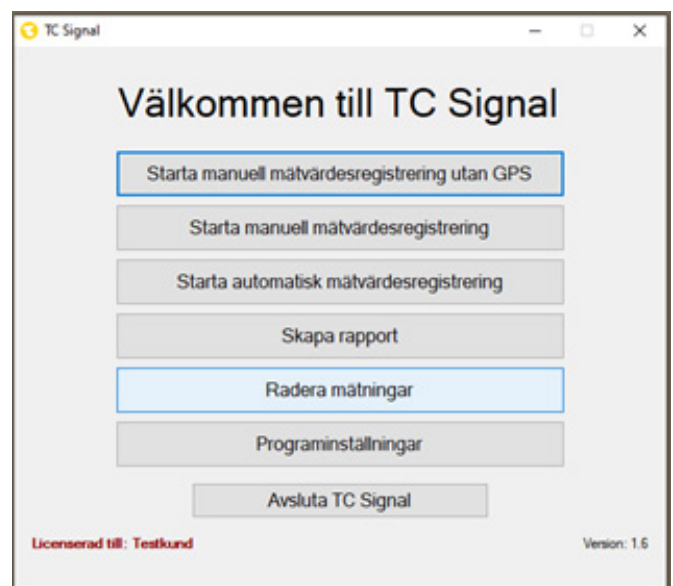 TC Signal
Välkommen till TC Signal
Starta manuell mätvärdesregistrering utan GPS
Starta manuell mätvärdesregistrering
Starta automatisk mätvärdesregistrering
Skapa rapport
Radera mätningar
Programinställningar
Avsluta TC Signal
Licenserad till: Testkund
Version: 1.6